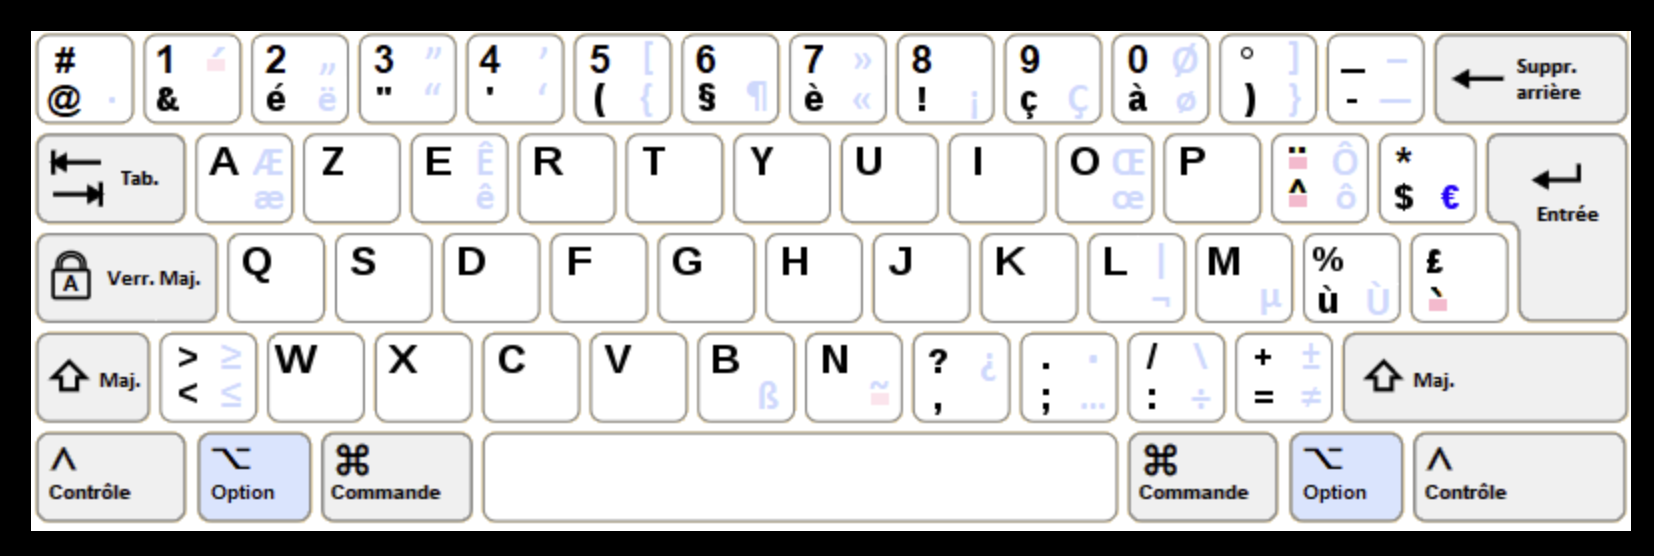 # 1 ´ 2 „ 3 ” 4 ’ 5 [ 6 7 » 8 9 0 Ø ° ] _ – Suppr.
@ · & é ë " “ ' ‘ ( { § ¶ è « ! ¡ ç Ç à ø ) } - — arrière
Tab. A Æ Z E Ê R T Y U I O Œ P ¨ Ô *
æ ê œ ^ ô $ € Entrée
Verr. Maj. Q S D F G H J K L | M % £
A ¬ µ ù Ù `
Maj. > ≥ W X C V B N ? ¿ . · / \ + ± Maj.
< ≤ ß ~ , ; … : ÷ = ≠
Contrôle Option ⌘ Commande ⌘ Commande Option Contrôle